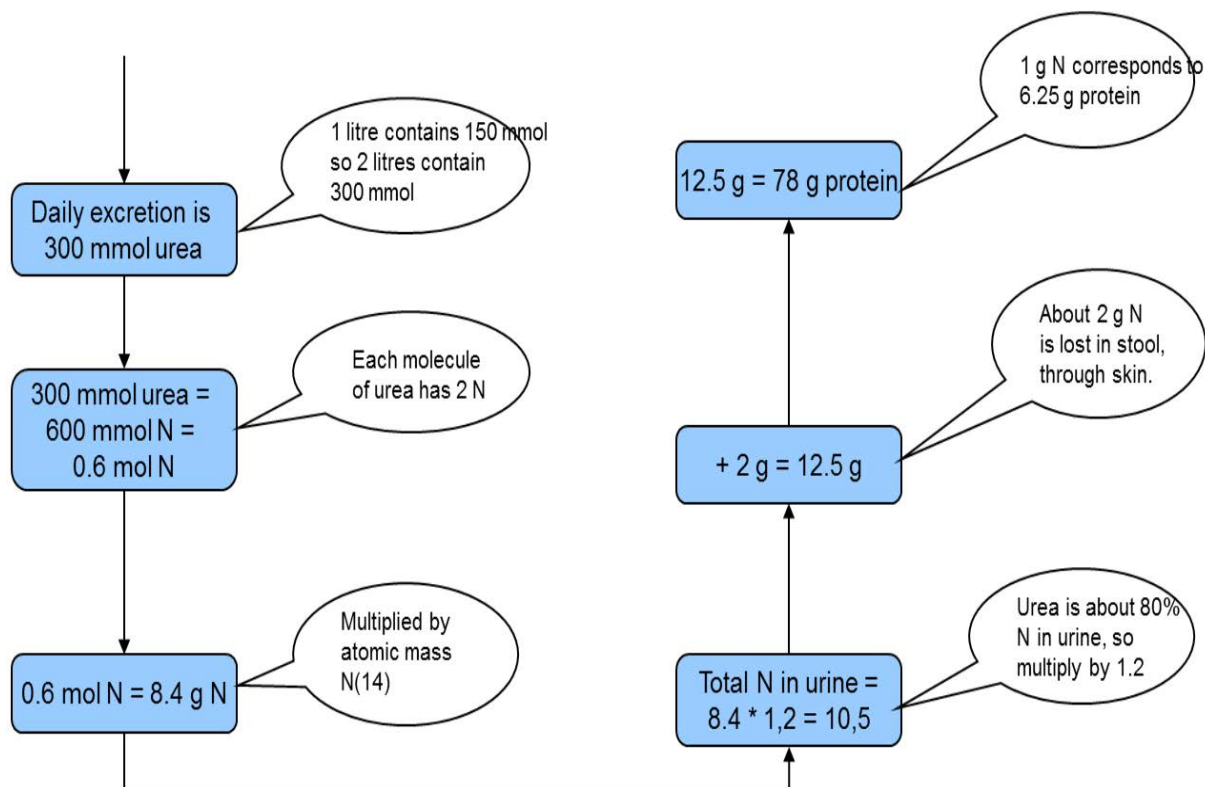 1 litre contains 150 mmol
so 2 litres contain
300 mmol
Daily excretion is
300 mmol urea
Each molecule
of urea has 2 N
300 mmol urea =
600 mmol N =
0.6 mol N
Multiplied by
atomic mass
N(14)
0.6 mol N = 8.4 g N
Urea is about 80%
N in urine, so
multiply by 1.2
Total N in urine =
8.4 * 1,2 = 10,5
About 2 g N
is lost in stool,
through skin.
+ 2 g = 12.5 g
1 g N corresponds to
6.25 g protein
12.5 g = 78 g protein